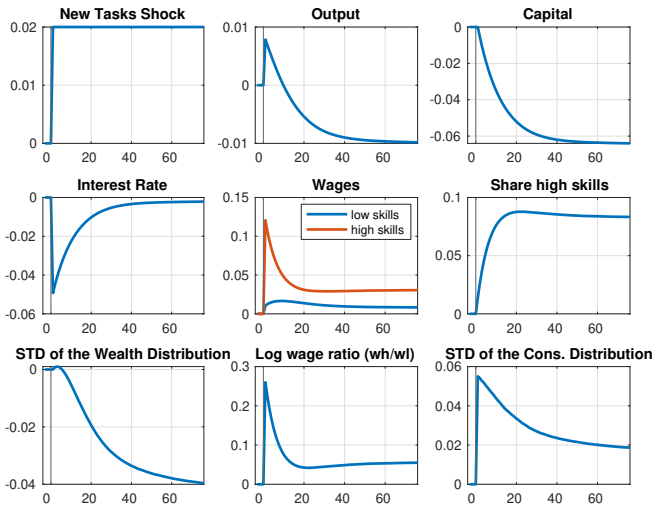 New Tasks Shock
0.02
0.01
0
0 20 40 60
Output
0.01
0
-0.01
0 20 40 60
Capital
0
-0.02
-0.04
-0.06
0 20 40 60
Interest Rate
0
-0.02
-0.04
-0.06
0 20 40 60
Wages
0.15
0.1
0.05
0
low skills
high skills
0 20 40 60
Share high skills
0.1
0.05
0
0 20 40 60
STD of the Wealth Distribution
0
-0.02
-0.04
0 20 40 60
Log wage ratio (wh/wl)
0.3
0.2
0.1
0
0 20 40 60
STD of the Cons. Distribution
0.06
0.04
0.02
0
0 20 40 60